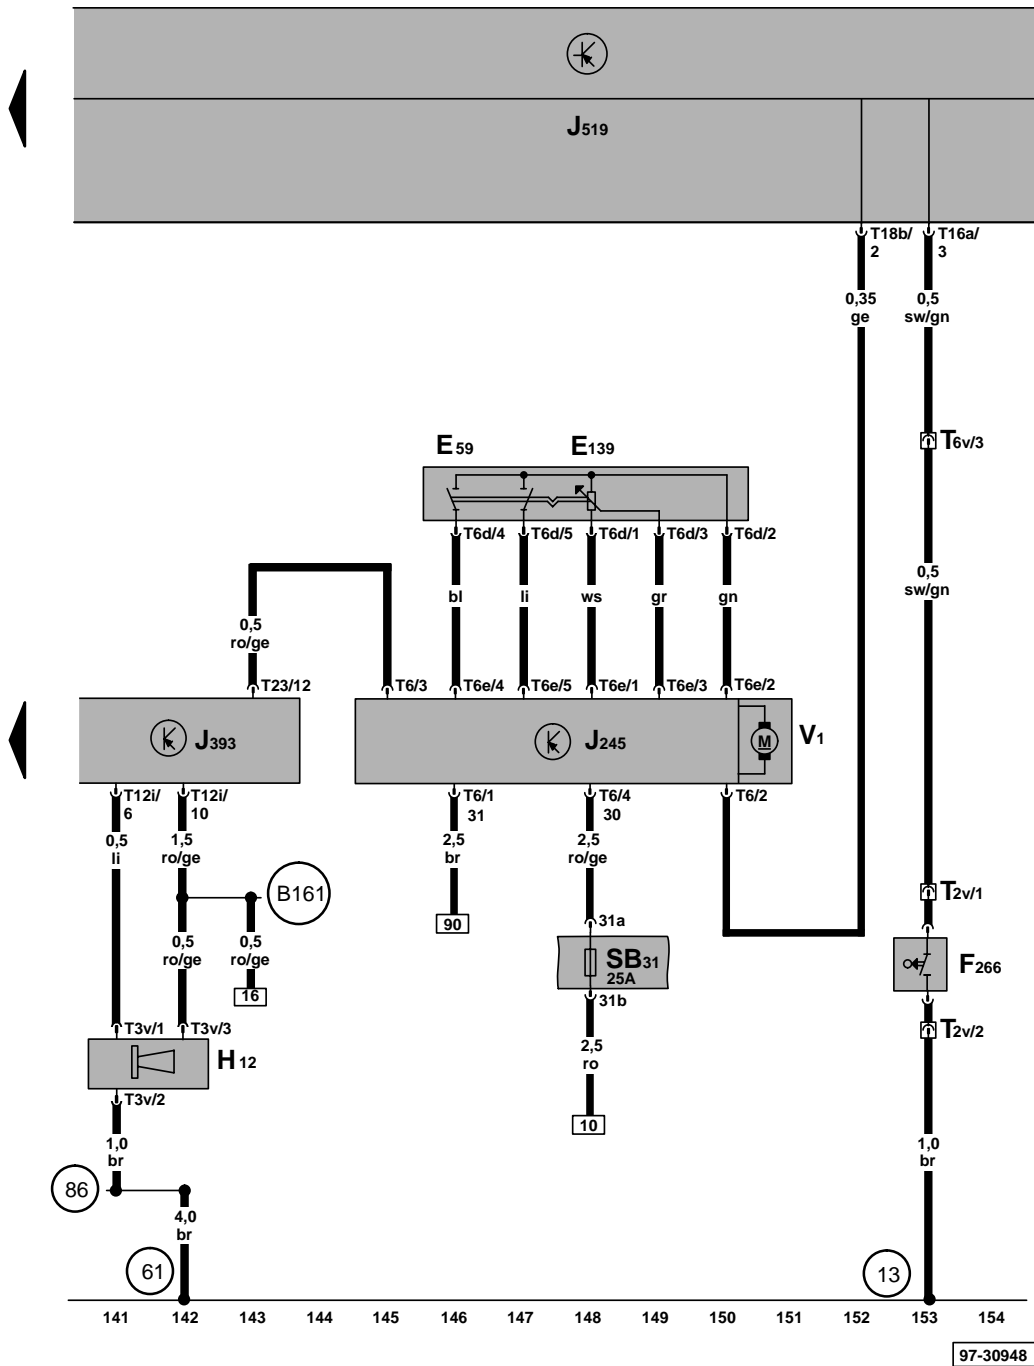 J519
T18b/
2
T16a/
3
0,35
ge
0,5
sw/gn
T6v/3
E59
E139
T6d/4
T6d/5
T6d/1
T6d/3
T6d/2
0,5
sw/gn
bl
li
ws
gr
gn
0,5
ro/ge
T23/12
T6/3
T6e/4
T6e/5
T6e/1
T6e/3
T6e/2
J393
J245
M
V1
T12i/
6
T12i/
10
T6/1
31
T6/4
30
T6/2
0,5
li
1,5
ro/ge
2,5
br
2,5
ro/ge
B161
T2v/1
90
31a
0,5
ro/ge
0,5
ro/ge
SB31
25A
F266
16
31b
T3v/1
T3v/3
T2v/2
H12
2,5
ro
T3v/2
10
1,0
br
1,0
br
86
4,0
br
61
13
141 142 143 144 145 146 147 148 149 150 151 152 153 154
97-30948